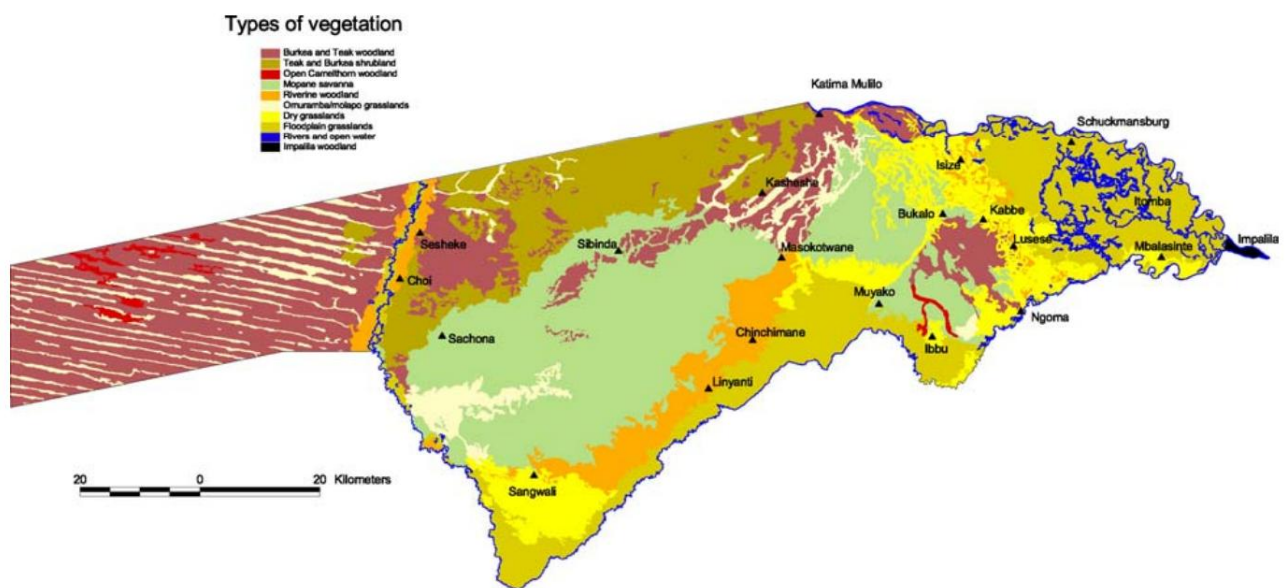 Types of vegetation
Burkea and Teak woodland
Teak and Burkea shrubland
Open Camelthorn woodland
Mopane savanna
Riverine woodland
Omuramba/molapo grasslands
Dry grasslands
Floodplain grasslands
Rivers and open water
Impalila woodland
Katima Mulilo
Schuckmansburg
Isize
Kasheshe
Itomba
Bukalo
Kabbe
Sesheke
Sibinda
Masokotwane
Lusese
Mbalasinte
Impalila
Choi
Muyako
Ngoma
Sachona
Chinchimane
Ibbu
Linyanti
Sangwali
20 0 20 Kilometers